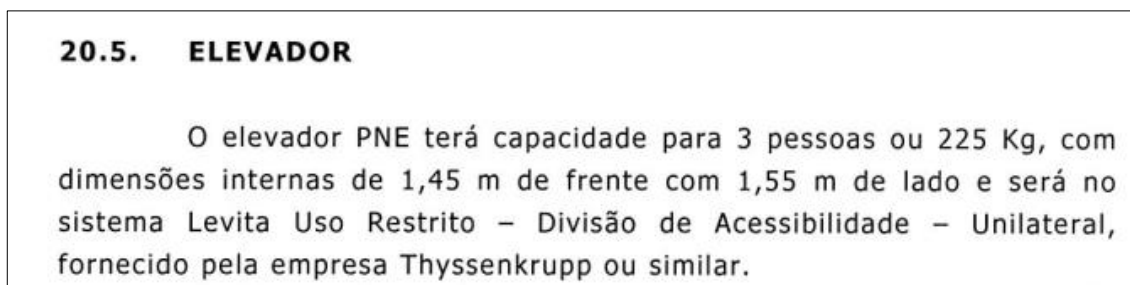 20.5. ELEVADOR
O elevador PNE terá capacidade para 3 pessoas ou 225 Kg, com
dimensões internas de 1,45 m de frente com 1,55 m de lado e será no
sistema Levita Uso Restrito – Divisão de Acessibilidade – Unilateral,
fornecido pela empresa Thyssenkrupp ou similar.